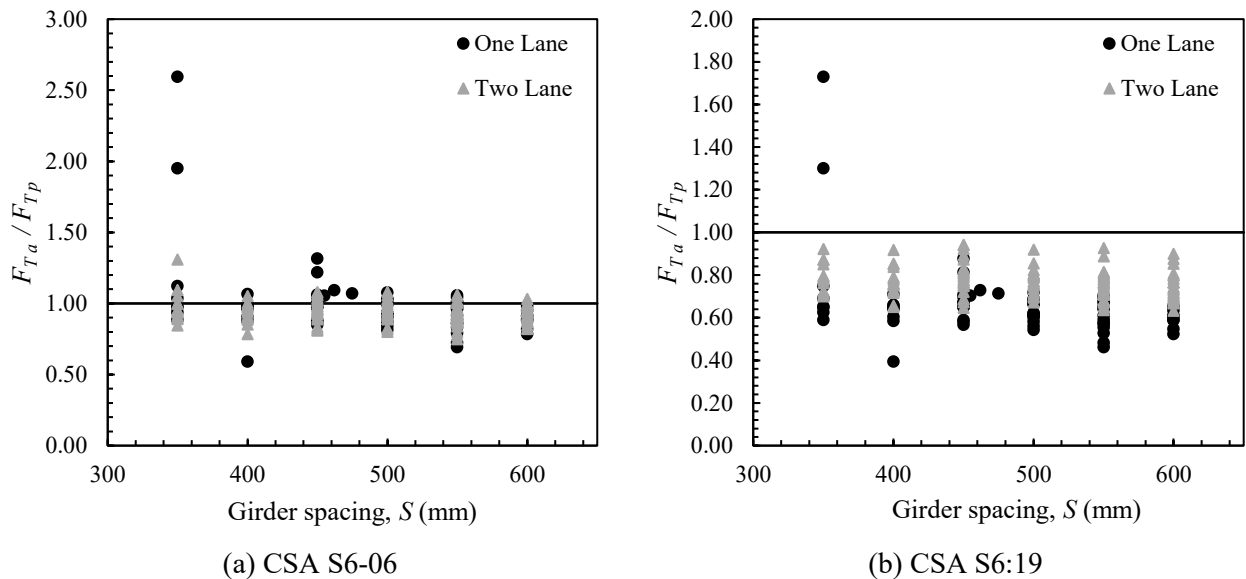 3.00
2.50
2.00
1.50
1.00
0.50
0.00
F_Ta / F_Tp
One Lane
Two Lane
300 400 500 600
Girder spacing, S (mm)
(a) CSA S6-06
2.00
1.80
1.60
1.40
1.20
1.00
0.80
0.60
0.40
0.20
0.00
F_Ta / F_Tp
One Lane
Two Lane
300 400 500 600
Girder spacing, S (mm)
(b) CSA S6:19